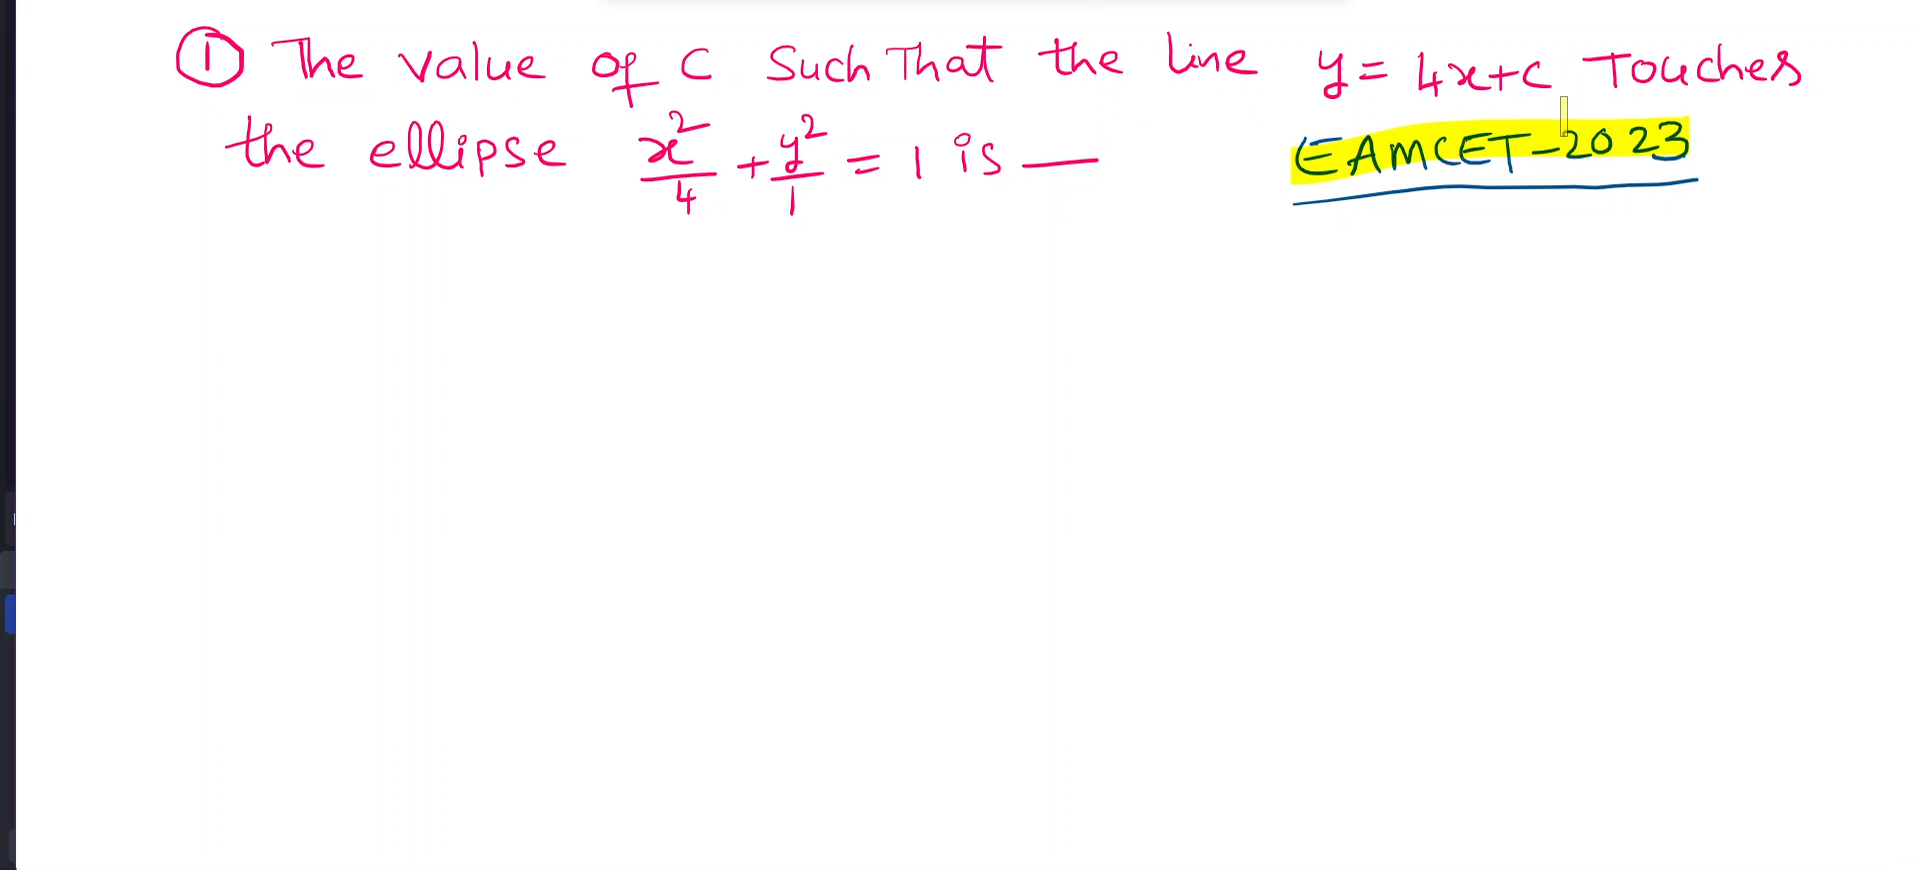 ① The value of C Such That the line y = 4x+c Touches
the ellipse x²/4 + y²/1 = 1 is — EAMCET-2023